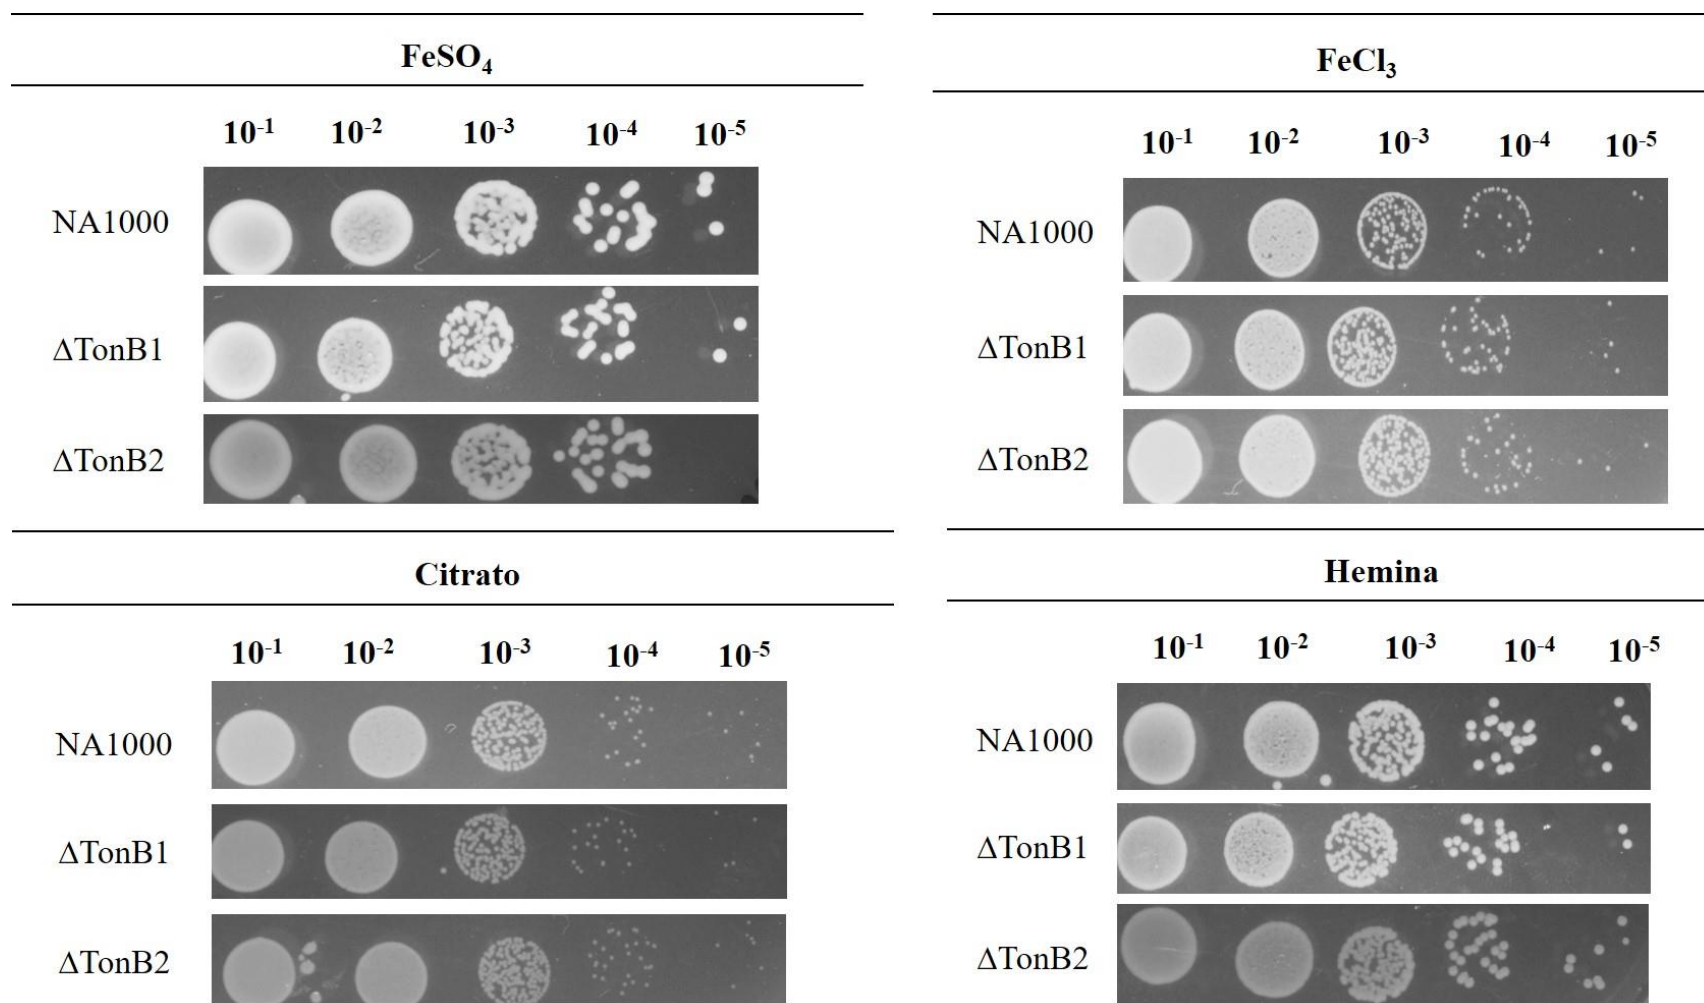 FeSO₄
10⁻¹ 10⁻² 10⁻³ 10⁻⁴ 10⁻⁵
NA1000
ΔTonB1
ΔTonB2
FeCl₃
10⁻¹ 10⁻² 10⁻³ 10⁻⁴ 10⁻⁵
NA1000
ΔTonB1
ΔTonB2
Citrato
10⁻¹ 10⁻² 10⁻³ 10⁻⁴ 10⁻⁵
NA1000
ΔTonB1
ΔTonB2
Hemina
10⁻¹ 10⁻² 10⁻³ 10⁻⁴ 10⁻⁵
NA1000
ΔTonB1
ΔTonB2